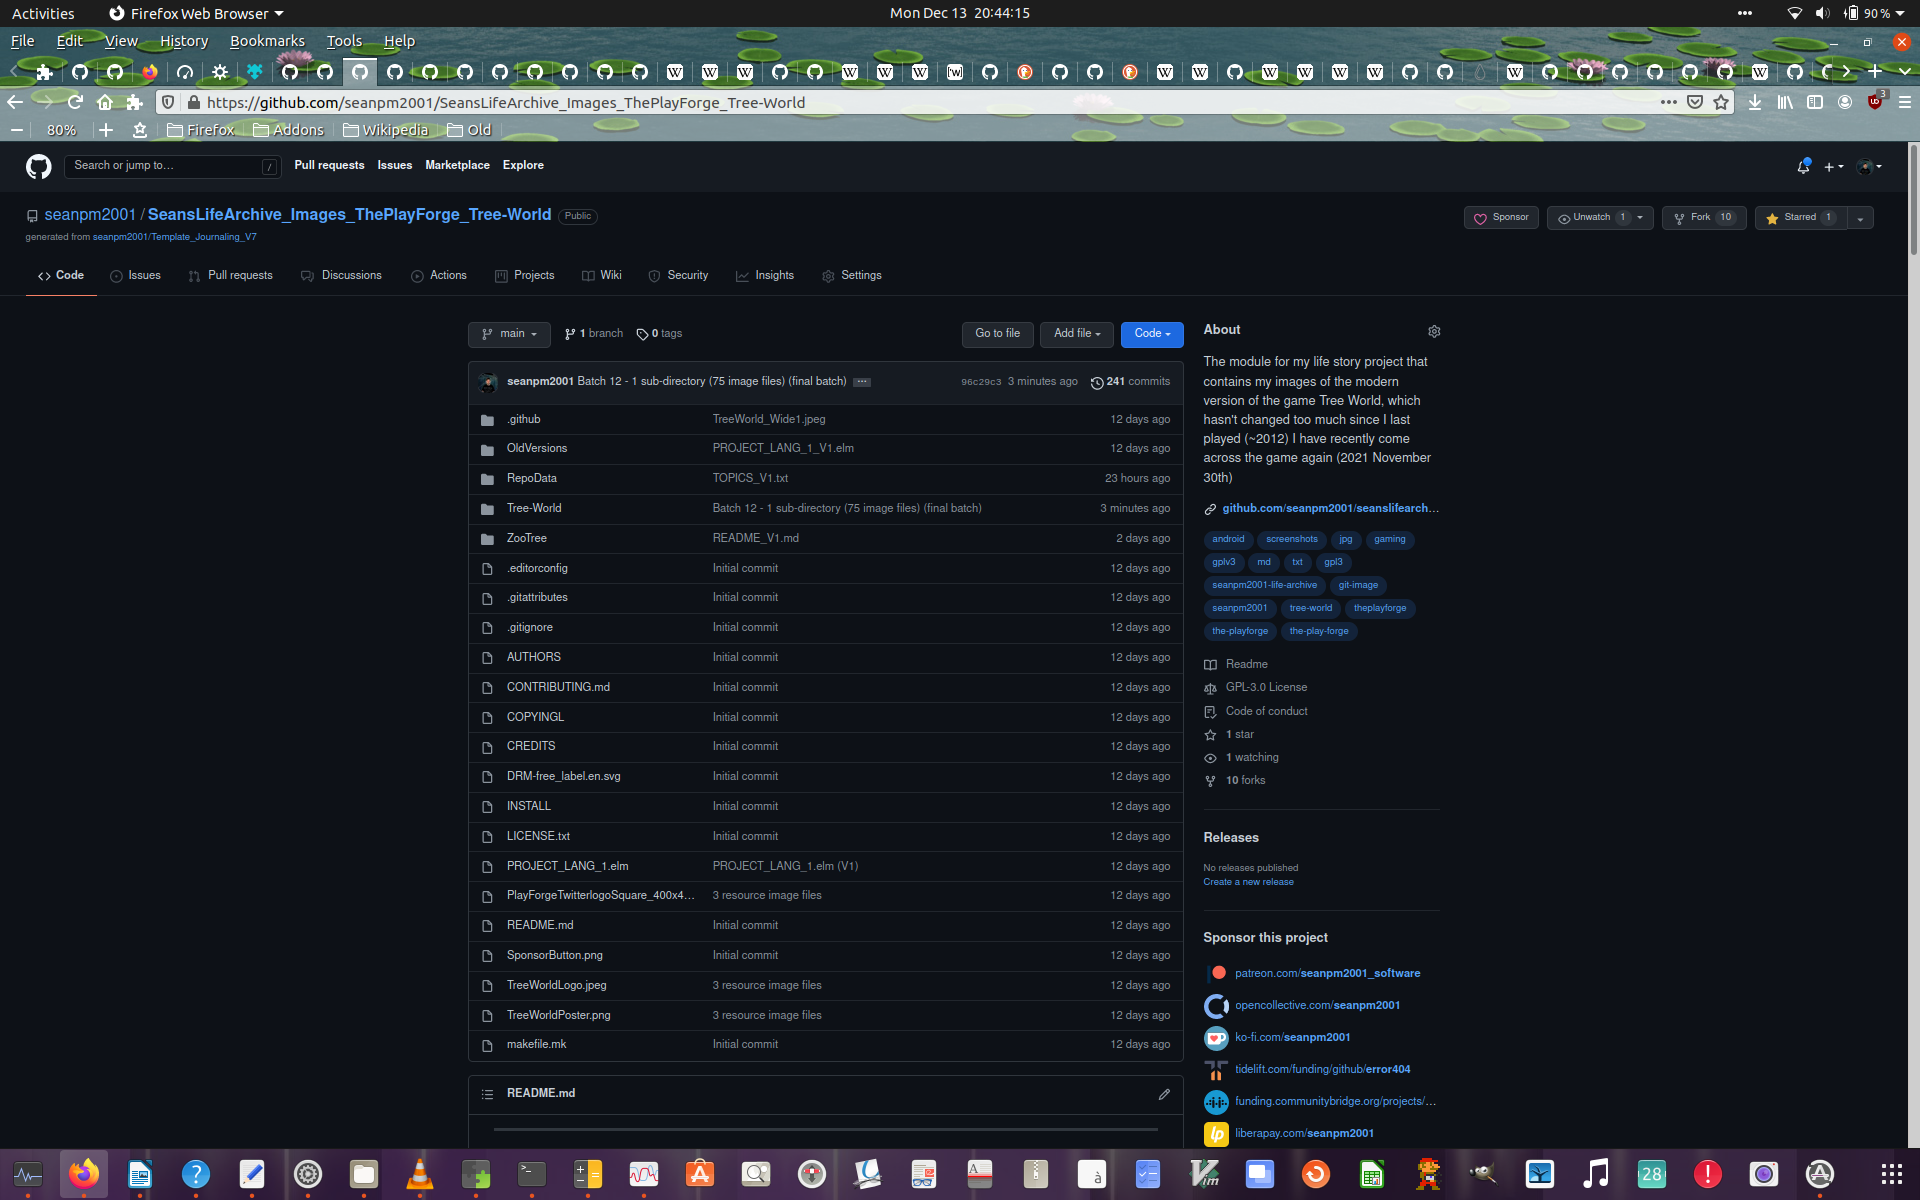 Activities Firefox Web Browser Mon Dec 13 20:44:15 90 %
File Edit View History Bookmarks Tools Help
https://github.com/seanpm2001/SeansLifeArchive_Images_ThePlayForge_Tree-World 3
80% Firefox Addons Wikipedia Old
Search or jump to… / Pull requests Issues Marketplace Explore
seanpm2001 / SeansLifeArchive_Images_ThePlayForge_Tree-World Public Sponsor Unwatch 1 Fork 10 Starred 1
generated from seanpm2001/Template_Journaling_V7
Code Issues Pull requests Discussions Actions Projects Wiki Security Insights Settings
main 1 branch 0 tags Go to file Add file Code
seanpm2001 Batch 12 - 1 sub-directory (75 image files) (final batch) ... 96c29c3 3 minutes ago 241 commits
.github TreeWorld_Wide1.jpeg 12 days ago
OldVersions PROJECT_LANG_1_V1.elm 12 days ago
RepoData TOPICS_V1.txt 23 hours ago
Tree-World Batch 12 - 1 sub-directory (75 image files) (final batch) 3 minutes ago
ZooTree README_V1.md 2 days ago
.editorconfig Initial commit 12 days ago
.gitattributes Initial commit 12 days ago
.gitignore Initial commit 12 days ago
AUTHORS Initial commit 12 days ago
CONTRIBUTING.md Initial commit 12 days ago
COPYINGL Initial commit 12 days ago
CREDITS Initial commit 12 days ago
DRM-free_label.en.svg Initial commit 12 days ago
INSTALL Initial commit 12 days ago
LICENSE.txt Initial commit 12 days ago
PROJECT_LANG_1.elm PROJECT_LANG_1.elm (V1) 12 days ago
PlayForgeTwitterlogoSquare_400x4… 3 resource image files 12 days ago
README.md Initial commit 12 days ago
SponsorButton.png Initial commit 12 days ago
TreeWorldLogo.jpeg 3 resource image files 12 days ago
TreeWorldPoster.png 3 resource image files 12 days ago
makefile.mk Initial commit 12 days ago
README.md
About
The module for my life story project that
contains my images of the modern
version of the game Tree World, which
hasn't changed too much since I last
played (~2012) I have recently come
across the game again (2021 November
30th)
github.com/seanpm2001/seanslifearch…
android screenshots jpg gaming
gplv3 md txt gpl3
seanpm2001-life-archive git-image
seanpm2001 tree-world theplayforge
the-playforge the-play-forge
Readme
GPL-3.0 License
Code of conduct
1 star
1 watching
10 forks
Releases
No releases published
Create a new release
Sponsor this project
patreon.com/seanpm2001_software
opencollective.com/seanpm2001
ko-fi.com/seanpm2001
tidelift.com/funding/github/error404
funding.communitybridge.org/projects/…
liberapay.com/seanpm2001
28